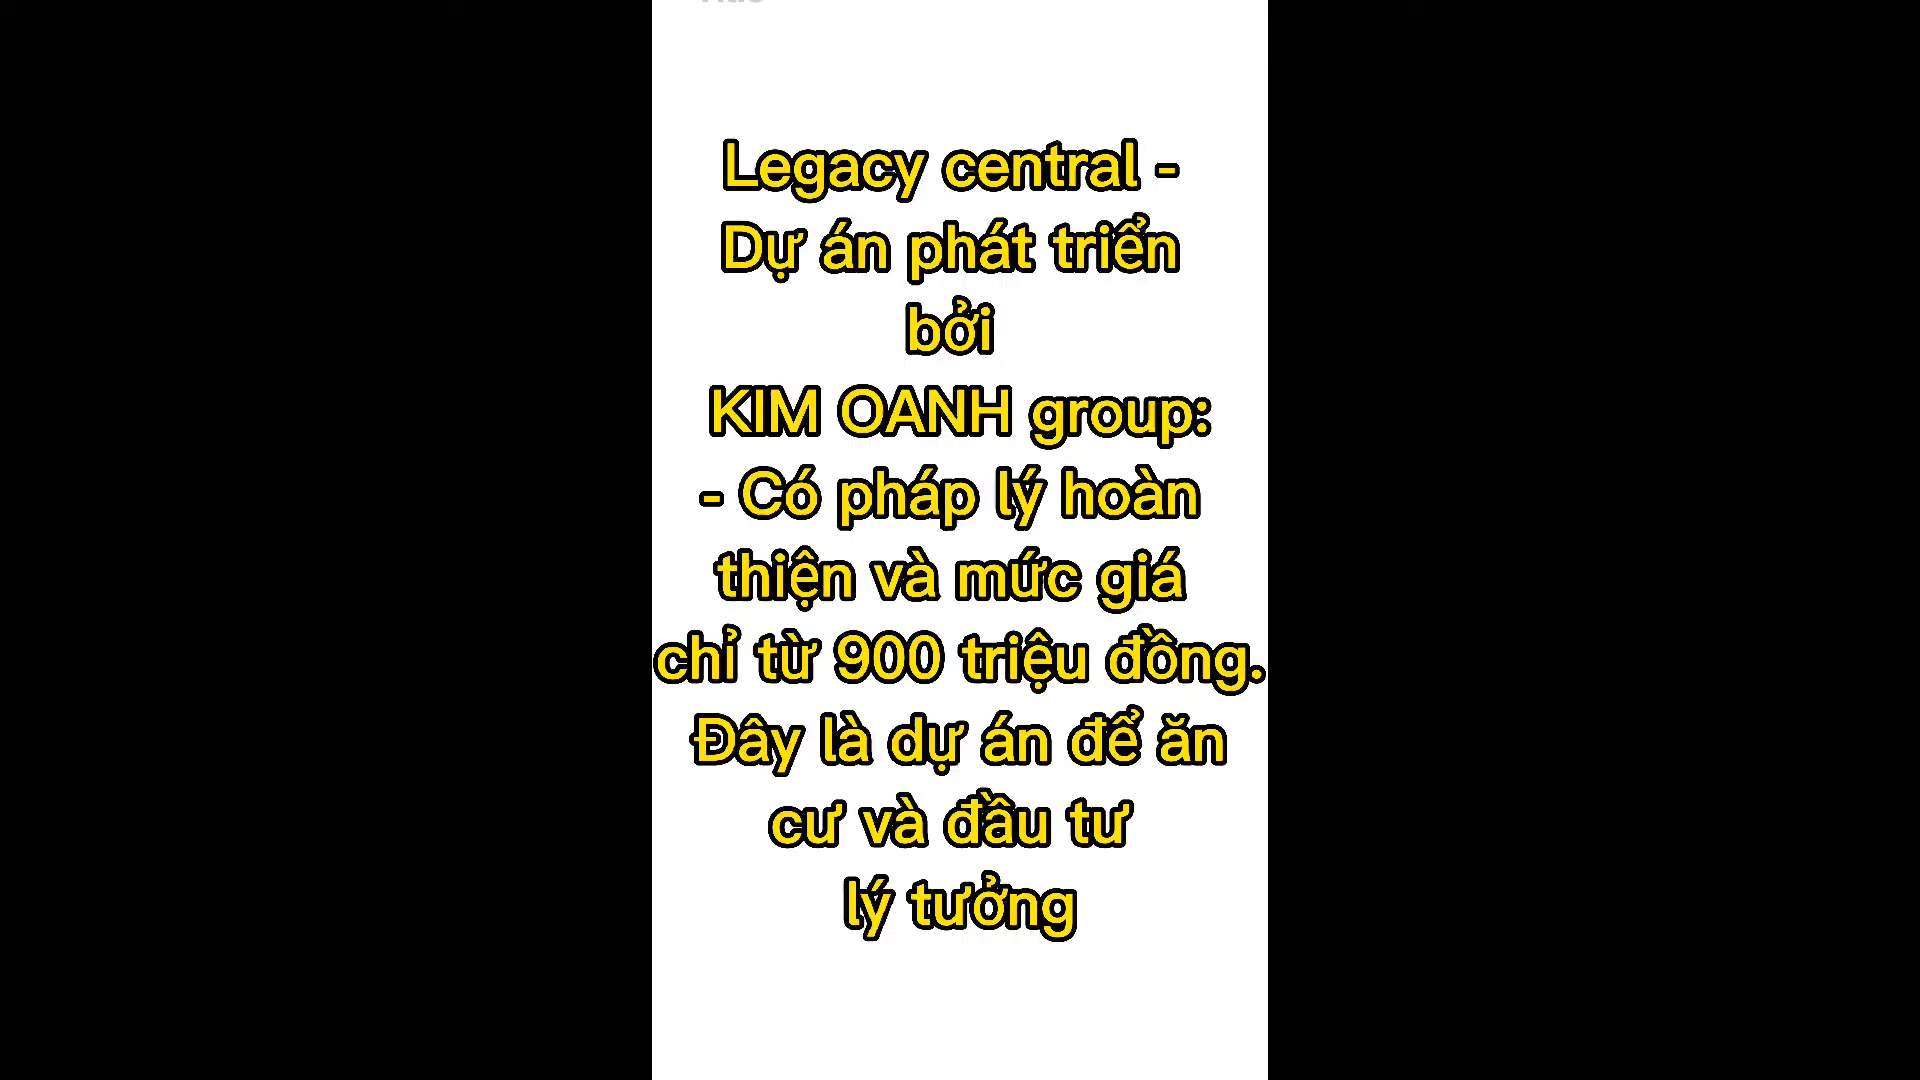 Legacy central -
Dự án phát triển
bởi
KIM OANH group:
- Có pháp lý hoàn
thiện và mức giá
chỉ từ 900 triệu đồng.
Đây là dự án để ăn
cư và đầu tư
lý tưởng